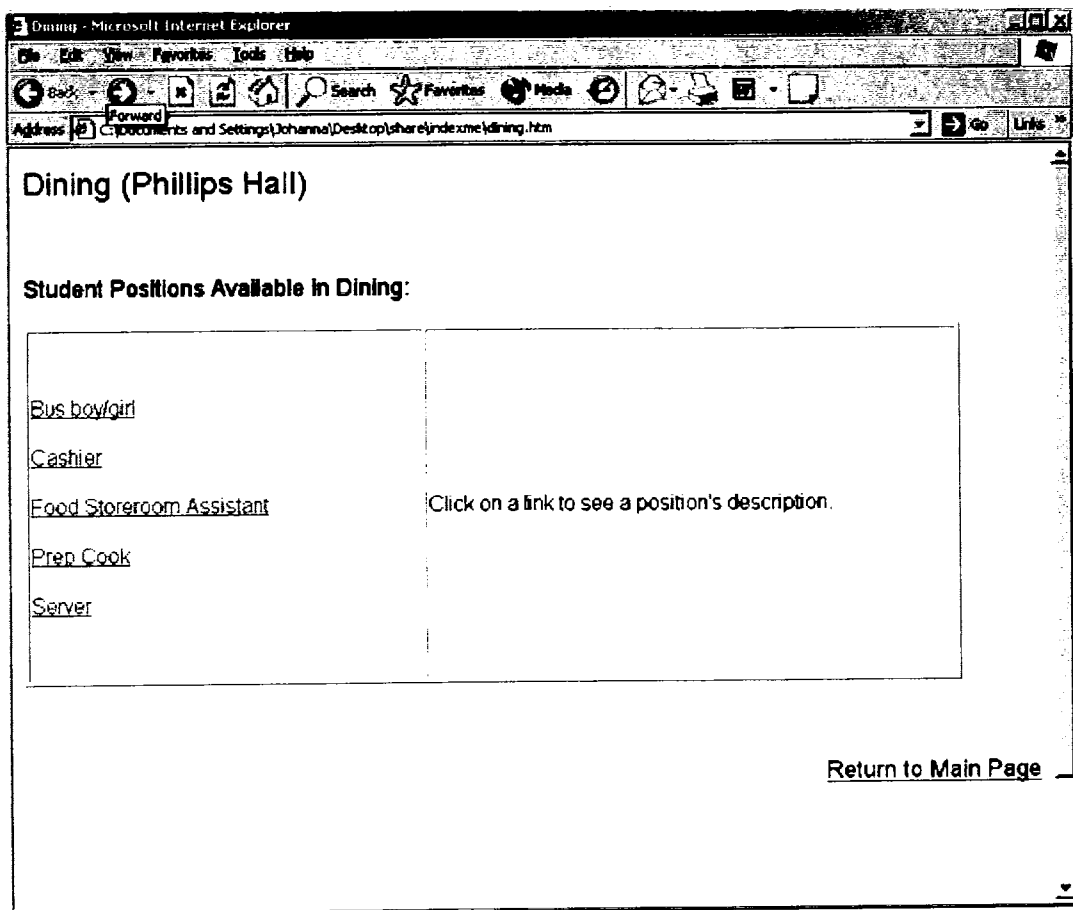 Dining - Microsoft Internet Explorer
File Edit View Favorites Tools Help
Back Search Favorites Media
Forward
Address C:\Documents and Settings\Johanna\Desktop\share\indexme\dining.htm Go Links »
Dining (Phillips Hall)
Student Positions Available in Dining:
Bus boy/girl
Cashier
Food Storeroom Assistant
Click on a link to see a position's description.
Prep Cook
Server
Return to Main Page